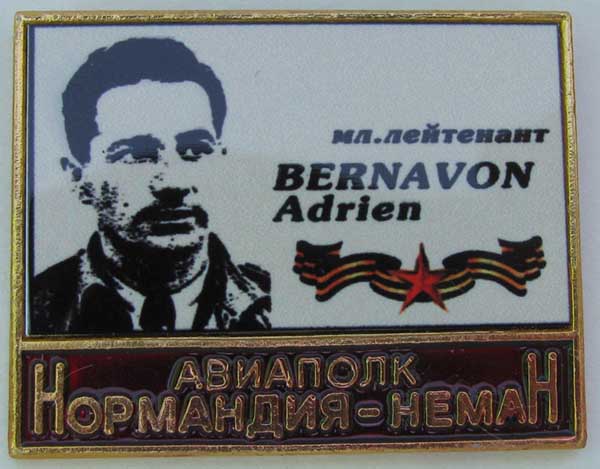 мл.лейтенант
BERNAVON
Adrien
АВИАПОЛК
НОРМАНДИЯ-НЕМАН